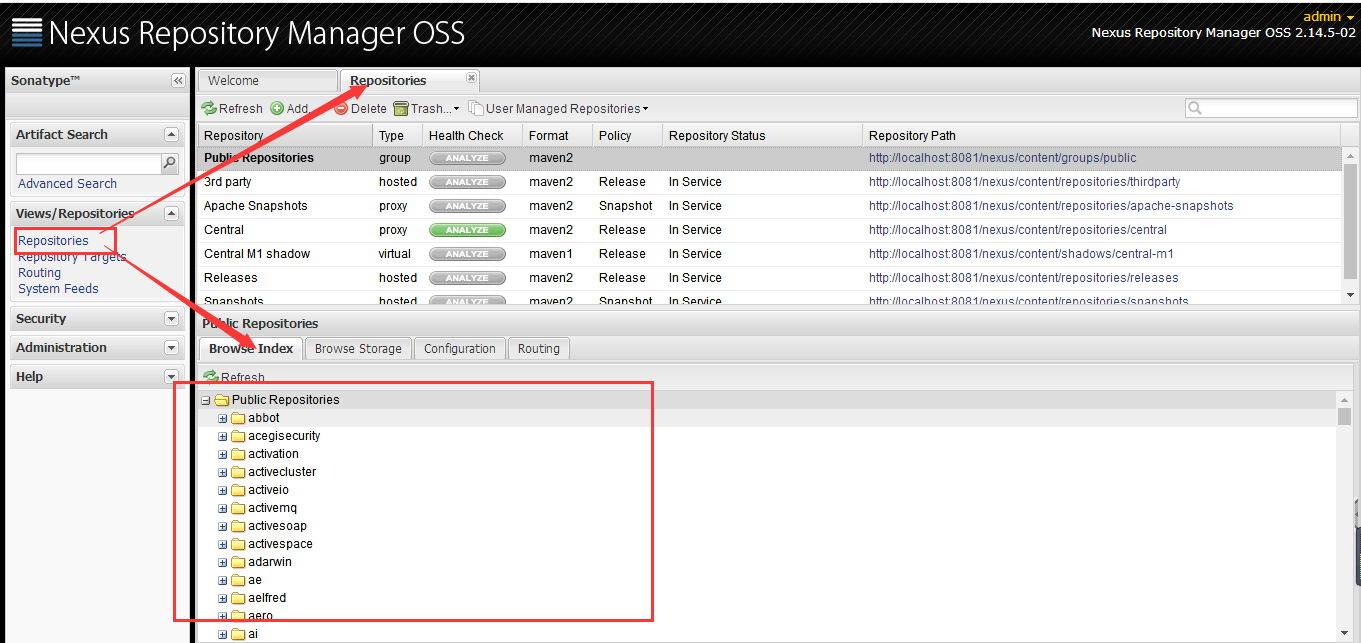 Nexus Repository Manager OSS
admin
Nexus Repository Manager OSS 2.14.5-02
Sonatype™
Welcome
Repositories
Refresh Add... Delete Trash... User Managed Repositories
Artifact Search
Advanced Search
Views/Repositories
Repositories
Repository Targets
Routing
System Feeds
Security
Administration
Help
Repository Type Health Check Format Policy Repository Status Repository Path
Public Repositories group ANALYZE maven2 http://localhost:8081/nexus/content/groups/public
3rd party hosted ANALYZE maven2 Release In Service http://localhost:8081/nexus/content/repositories/thirdparty
Apache Snapshots proxy ANALYZE maven2 Snapshot In Service http://localhost:8081/nexus/content/repositories/apache-snapshots
Central proxy ANALYZE maven2 Release In Service http://localhost:8081/nexus/content/repositories/central
Central M1 shadow virtual ANALYZE maven1 Release In Service http://localhost:8081/nexus/content/shadows/central-m1
Releases hosted ANALYZE maven2 Release In Service http://localhost:8081/nexus/content/repositories/releases
Snapshots hosted ANALYZE maven2 Snapshot In Service http://localhost:8081/nexus/content/repositories/snapshots
Public Repositories
Browse Index Browse Storage Configuration Routing
Refresh
Public Repositories
abbot
acegisecurity
activation
activecluster
activeio
activemq
activesoap
activespace
adarwin
ae
aelfred
aero
ai